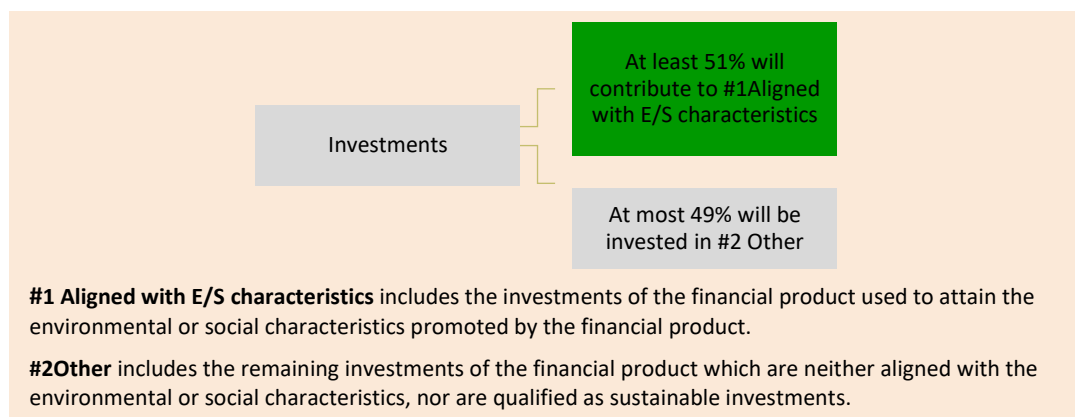 At least 51% will
contribute to #1Aligned
with E/S characteristics
Investments
At most 49% will be
invested in #2 Other
#1 Aligned with E/S characteristics includes the investments of the financial product used to attain the
environmental or social characteristics promoted by the financial product.
#2Other includes the remaining investments of the financial product which are neither aligned with the
environmental or social characteristics, nor are qualified as sustainable investments.